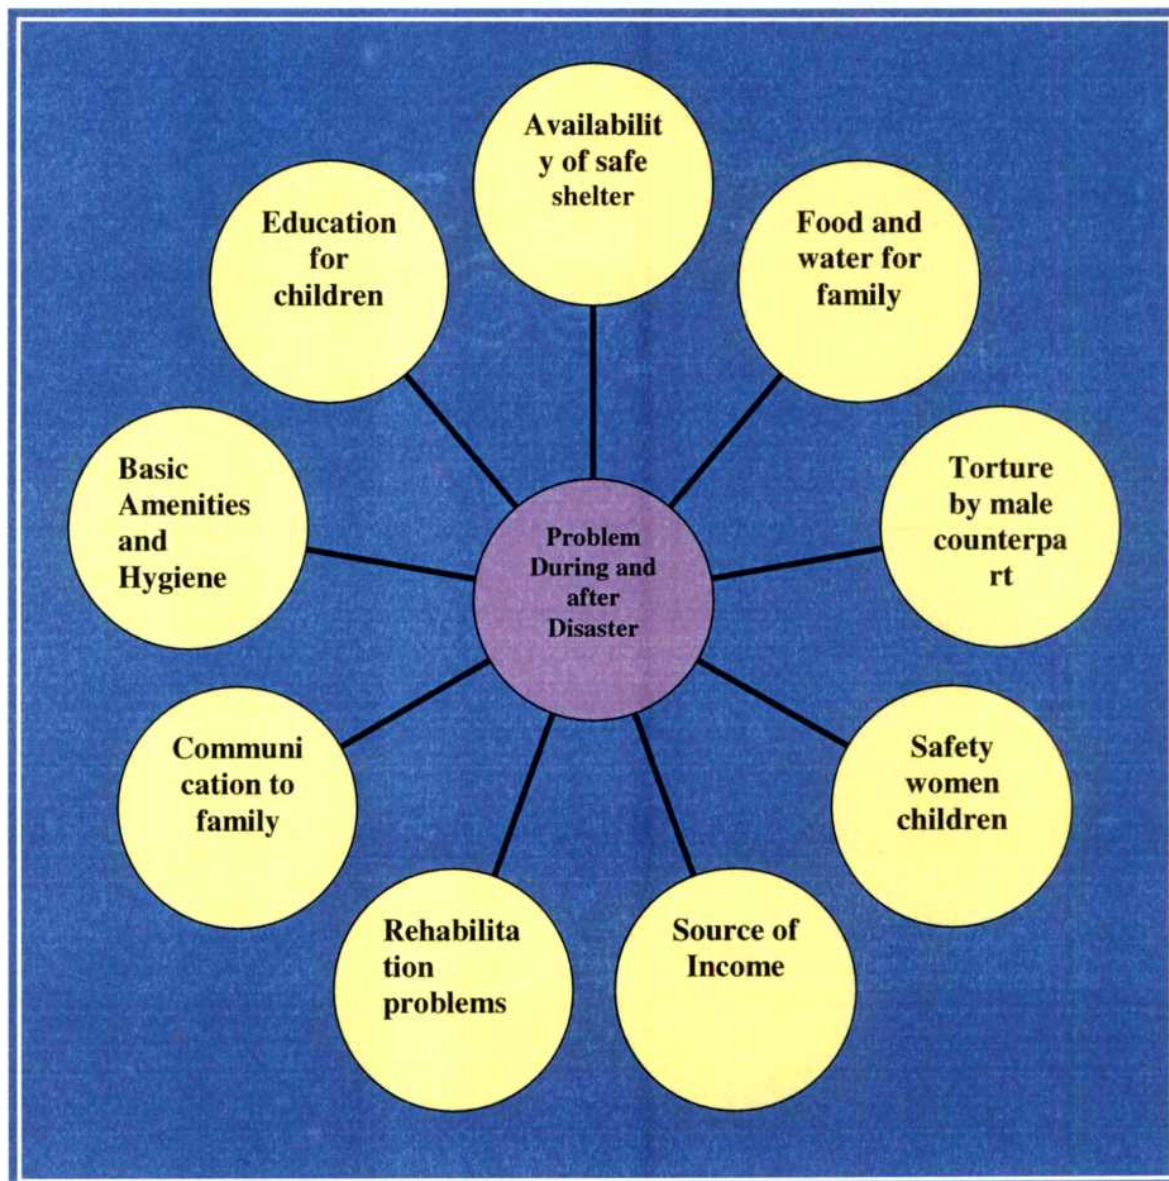 Availabilit
y of safe
shelter
Food and
water for
family
Torture
by male
counterpa
rt
Safety
women
children
Source of
Income
Rehabilita
tion
problems
Communi
cation to
family
Basic
Amenities
and
Hygiene
Education
for
children
Problem
During and
after
Disaster